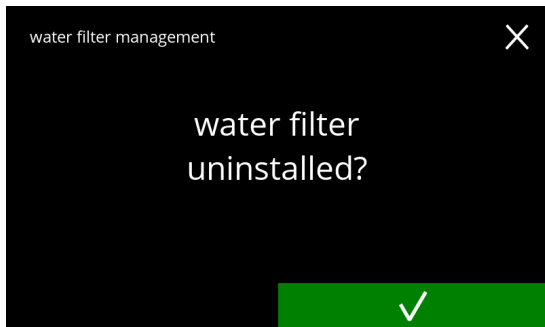 water filter management
water filter
uninstalled?